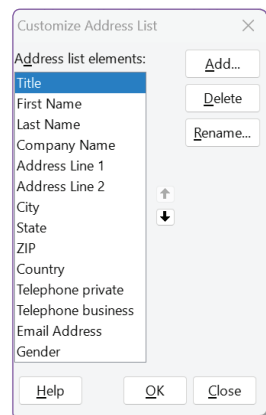 Customize Address List
Address list elements:
Add...
Title
First Name
Last Name
Company Name
Address Line 1
Address Line 2
City
State
ZIP
Country
Telephone private
Telephone business
Email Address
Gender
Delete
Rename...
Help
OK
Close